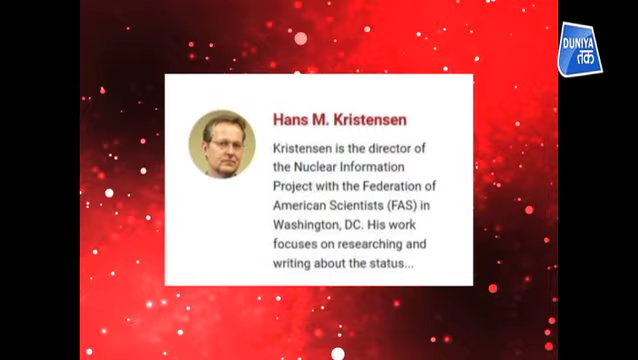 DUNIYA
तक
Hans M. Kristensen
Kristensen is the director of
the Nuclear Information
Project with the Federation of
American Scientists (FAS) in
Washington, DC. His work
focuses on researching and
writing about the status...